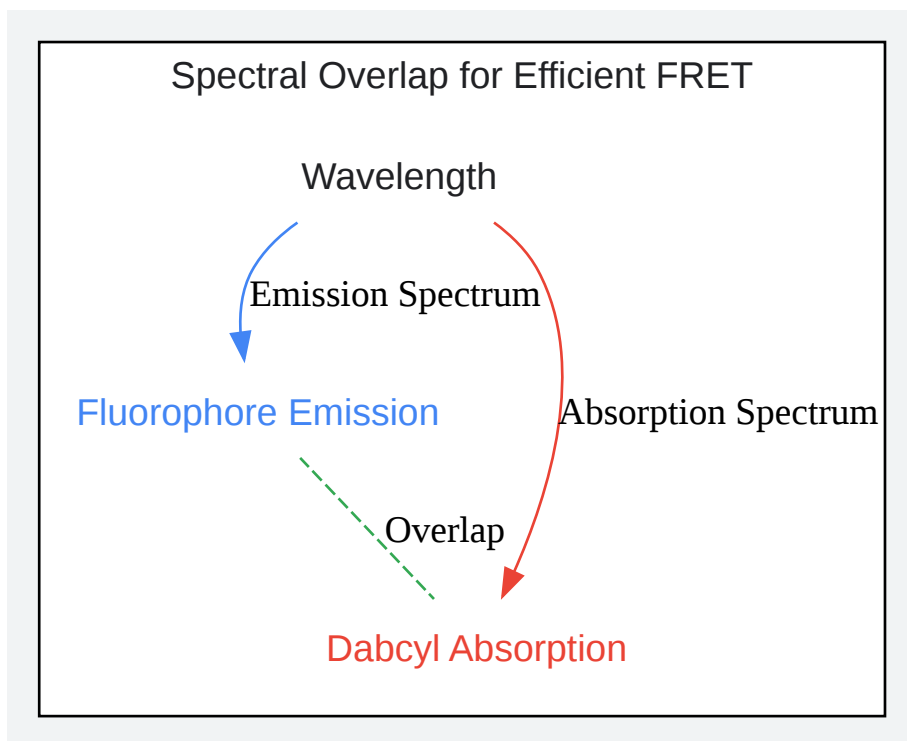 Spectral Overlap for Efficient FRET
Wavelength
Emission Spectrum
Fluorophore Emission
Absorption Spectrum
Overlap
Dabcyl Absorption